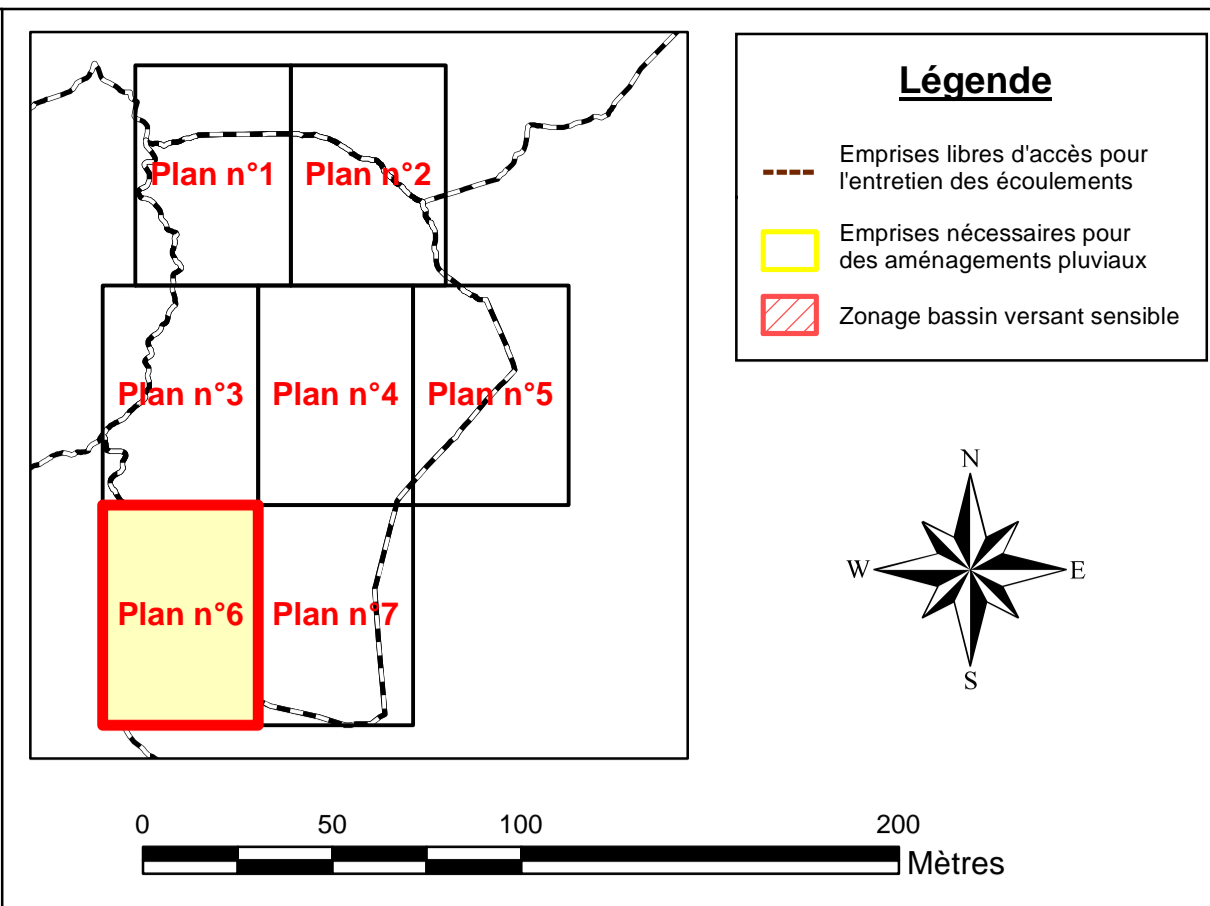 Plan n°1
Plan n°2
Plan n°3
Plan n°4
Plan n°5
Plan n°6
Plan n°7
Légende
Emprises libres d'accès pour
l'entretien des écoulements
Emprises nécessaires pour
des aménagements pluviaux
Zonage bassin versant sensible
N
W
E
S
0
50
100
200
Mètres